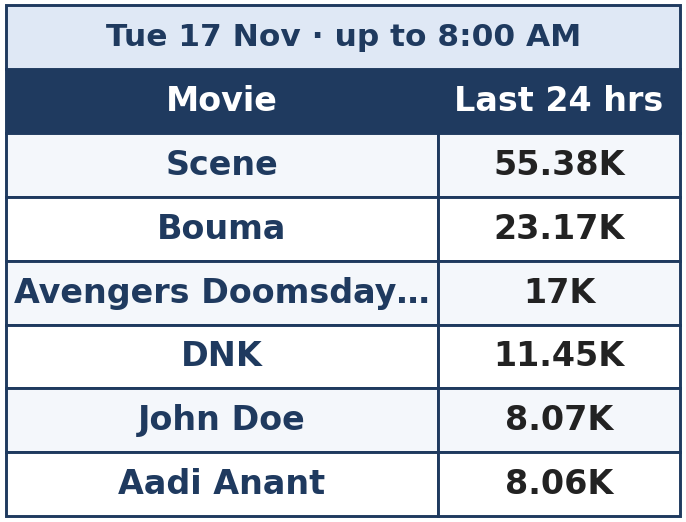 Tue 17 Nov · up to 8:00 AM
Movie Last 24 hrs
Scene 55.38K
Bouma 23.17K
Avengers Doomsday... 17K
DNK 11.45K
John Doe 8.07K
Aadi Anant 8.06K